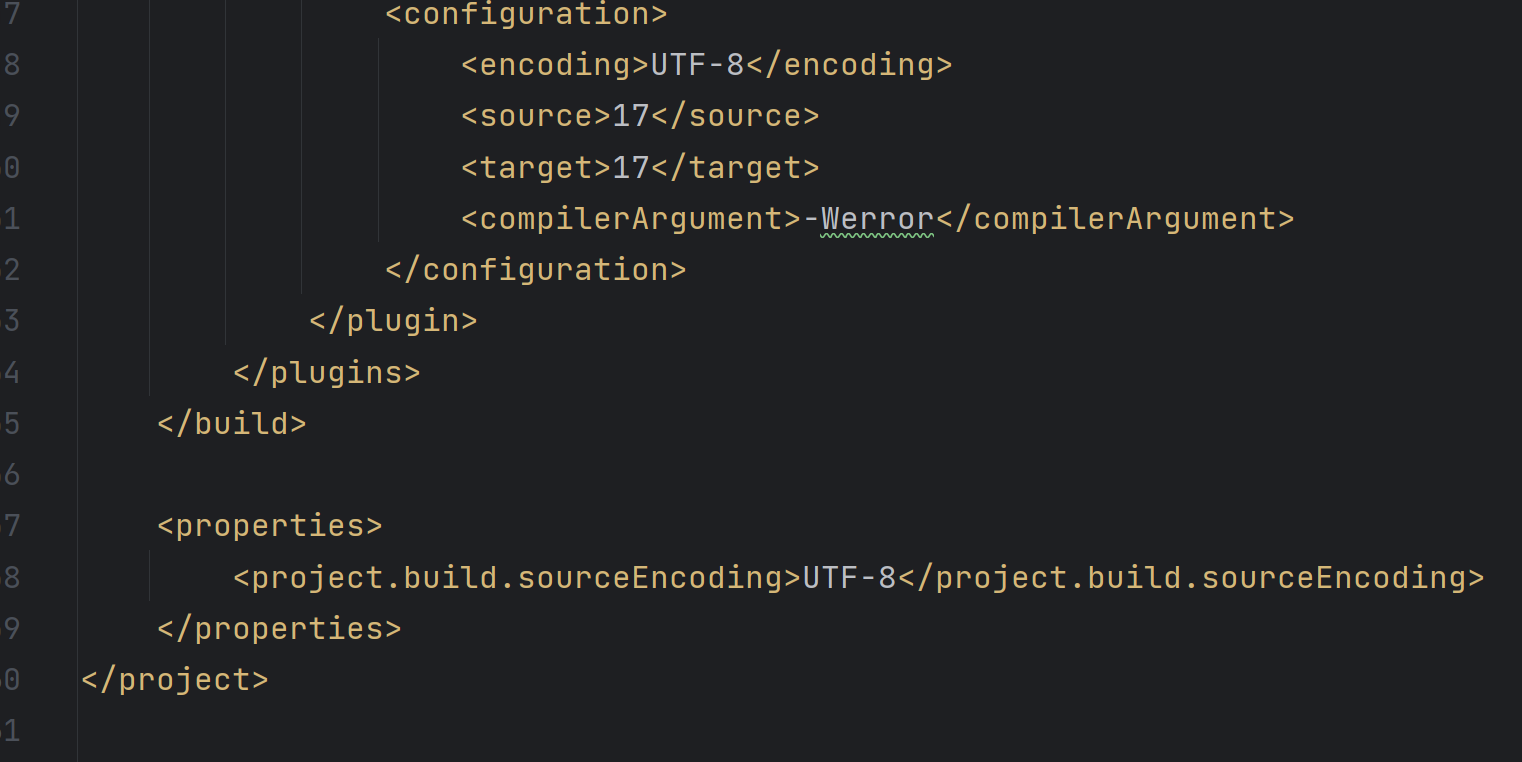 7 <configuration>
8 <encoding>UTF-8</encoding>
9 <source>17</source>
0 <target>17</target>
1 <compilerArgument>-Werror</compilerArgument>
2 </configuration>
3 </plugin>
4 </plugins>
5 </build>
6
7 <properties>
8 <project.build.sourceEncoding>UTF-8</project.build.sourceEncoding>
9 </properties>
0 </project>
1